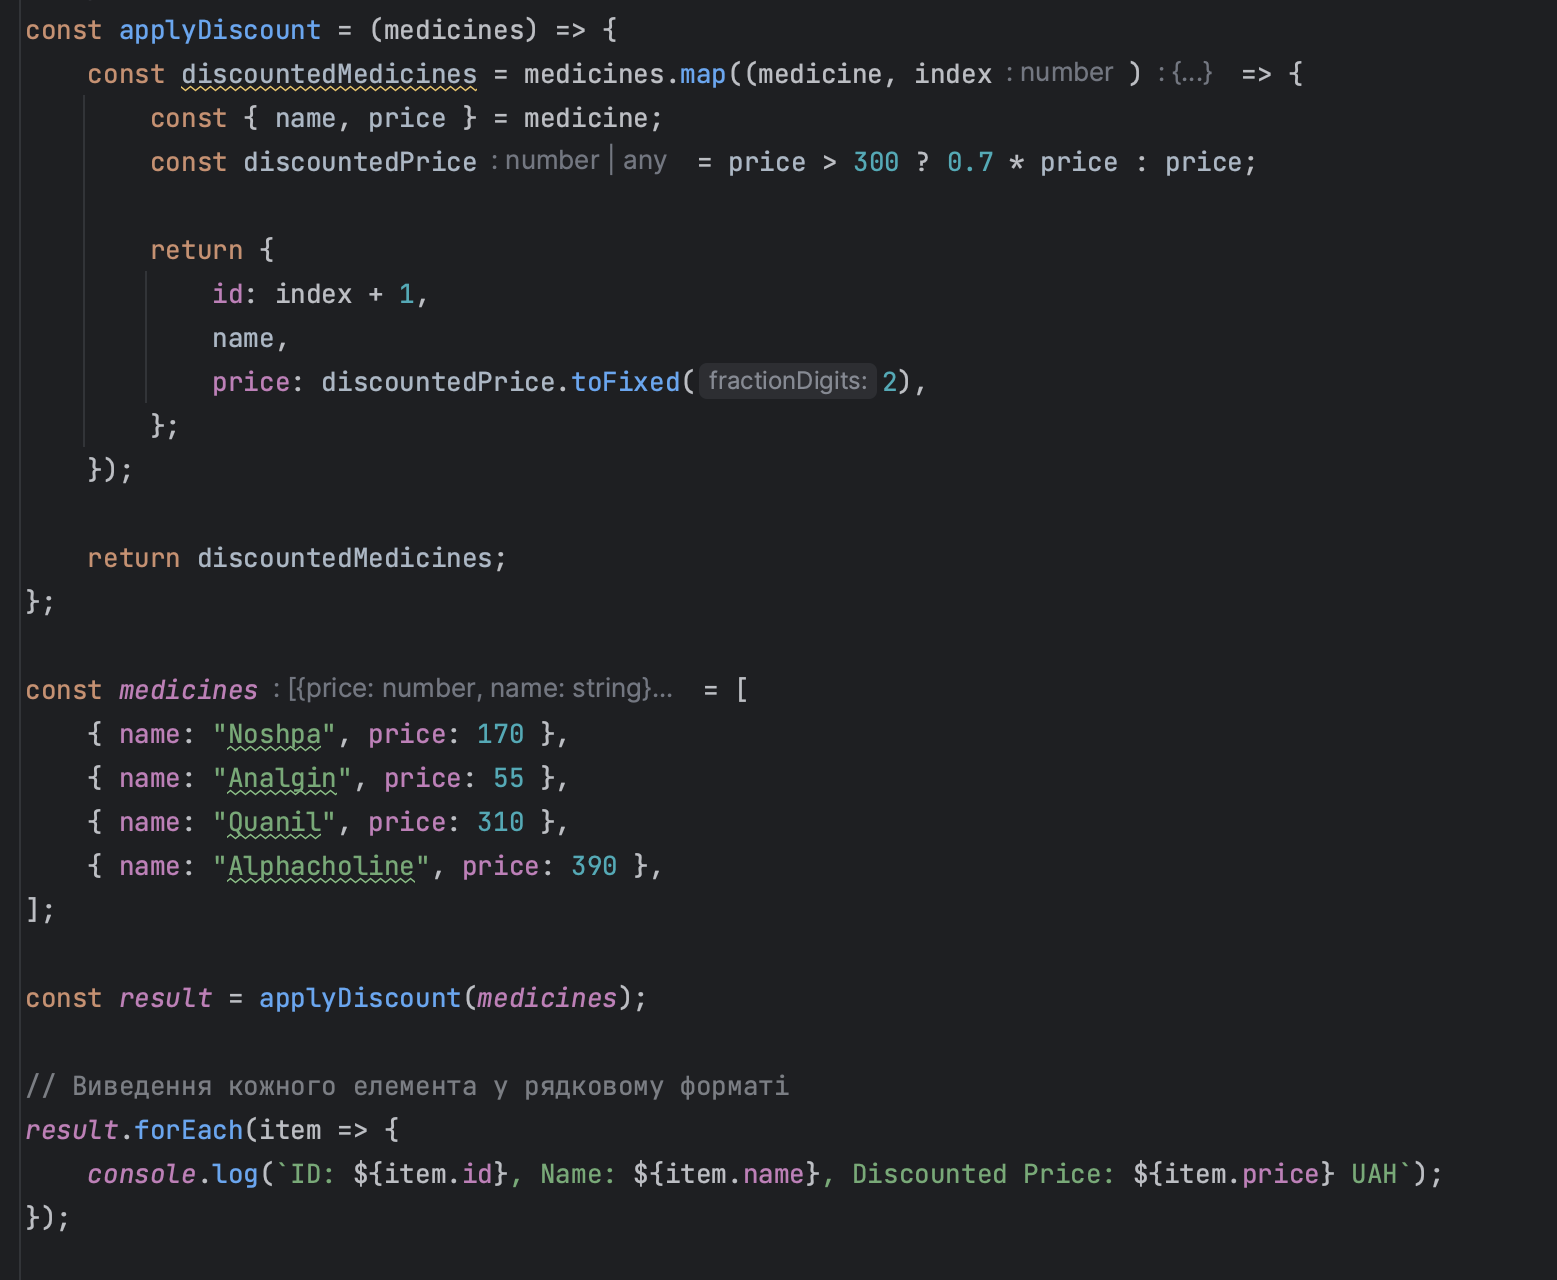 const applyDiscount = (medicines) => {
    const discountedMedicines = medicines.map((medicine, index : number ) : {...} => {
        const { name, price } = medicine;
        const discountedPrice : number | any = price > 300 ? 0.7 * price : price;
        return {
            id: index + 1,
            name,
            price: discountedPrice.toFixed( fractionDigits: 2),
        };
    });
    return discountedMedicines;
};
const medicines : [{price: number, name: string}... = [
    { name: "Noshpa", price: 170 },
    { name: "Analgin", price: 55 },
    { name: "Quanil", price: 310 },
    { name: "Alphacholine", price: 390 },
];
const result = applyDiscount(medicines);
// Виведення кожного елемента у рядковому форматі
result.forEach(item => {
    console.log(`ID: ${item.id}, Name: ${item.name}, Discounted Price: ${item.price} UAH`);
});